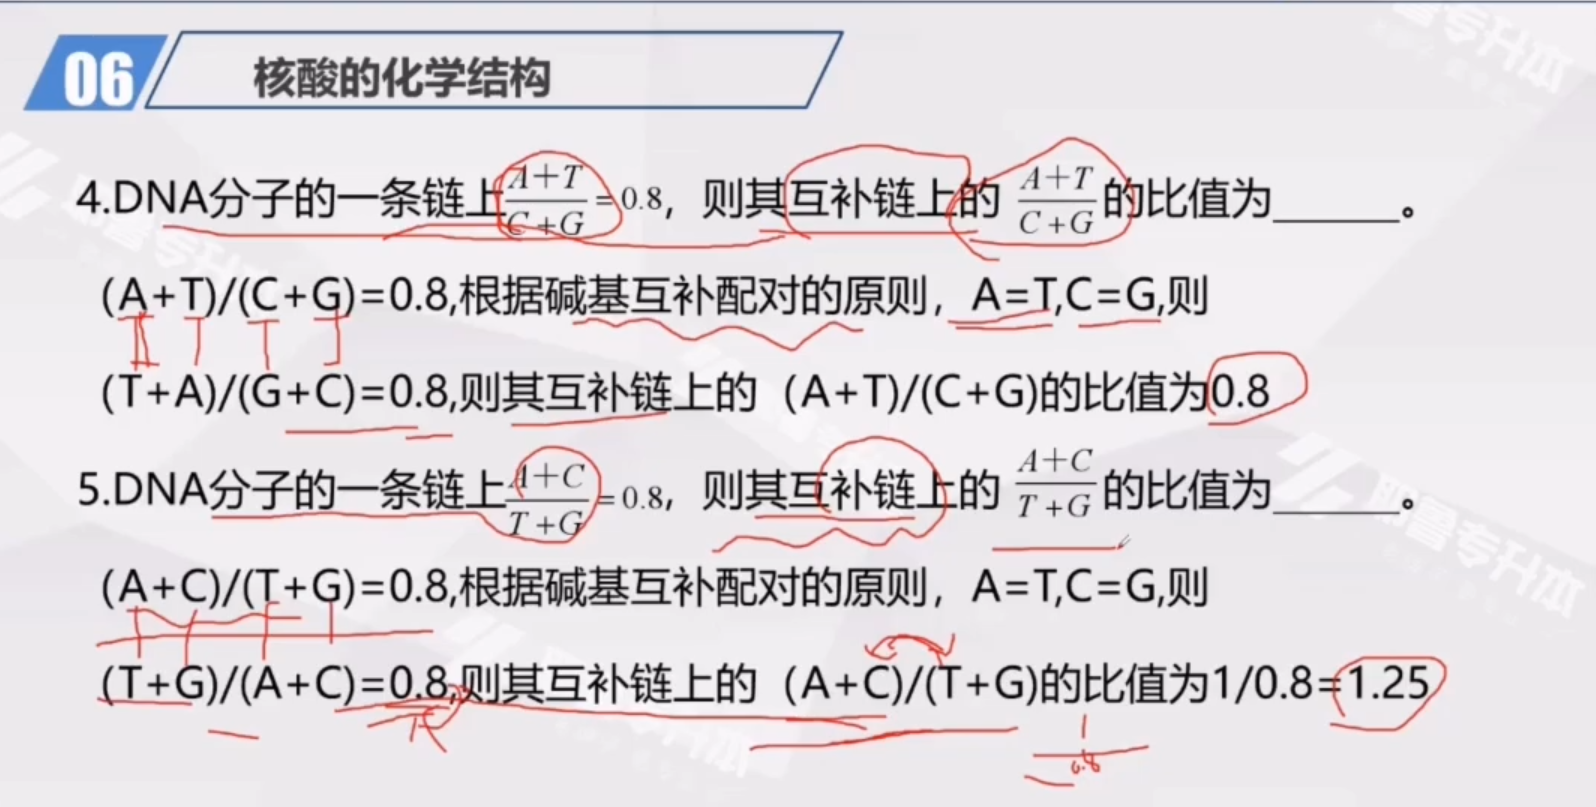 06 核酸的化学结构
4.DNA分子的一条链上 A+T/C+G =0.8，则其互补链上的 A+T/C+G 的比值为______。
(A+T)/(C+G)=0.8,根据碱基互补配对的原则，A=T,C=G,则
(T+A)/(G+C)=0.8,则其互补链上的（A+T)/(C+G)的比值为0.8
5.DNA分子的一条链上 A+C/T+G =0.8，则其互补链上的 A+C/T+G 的比值为______。
(A+C)/(T+G)=0.8,根据碱基互补配对的原则，A=T,C=G,则
(T+G)/(A+C)=0.8,则其互补链上的（A+C)/(T+G)的比值为1/0.8=1.25
1
0.8